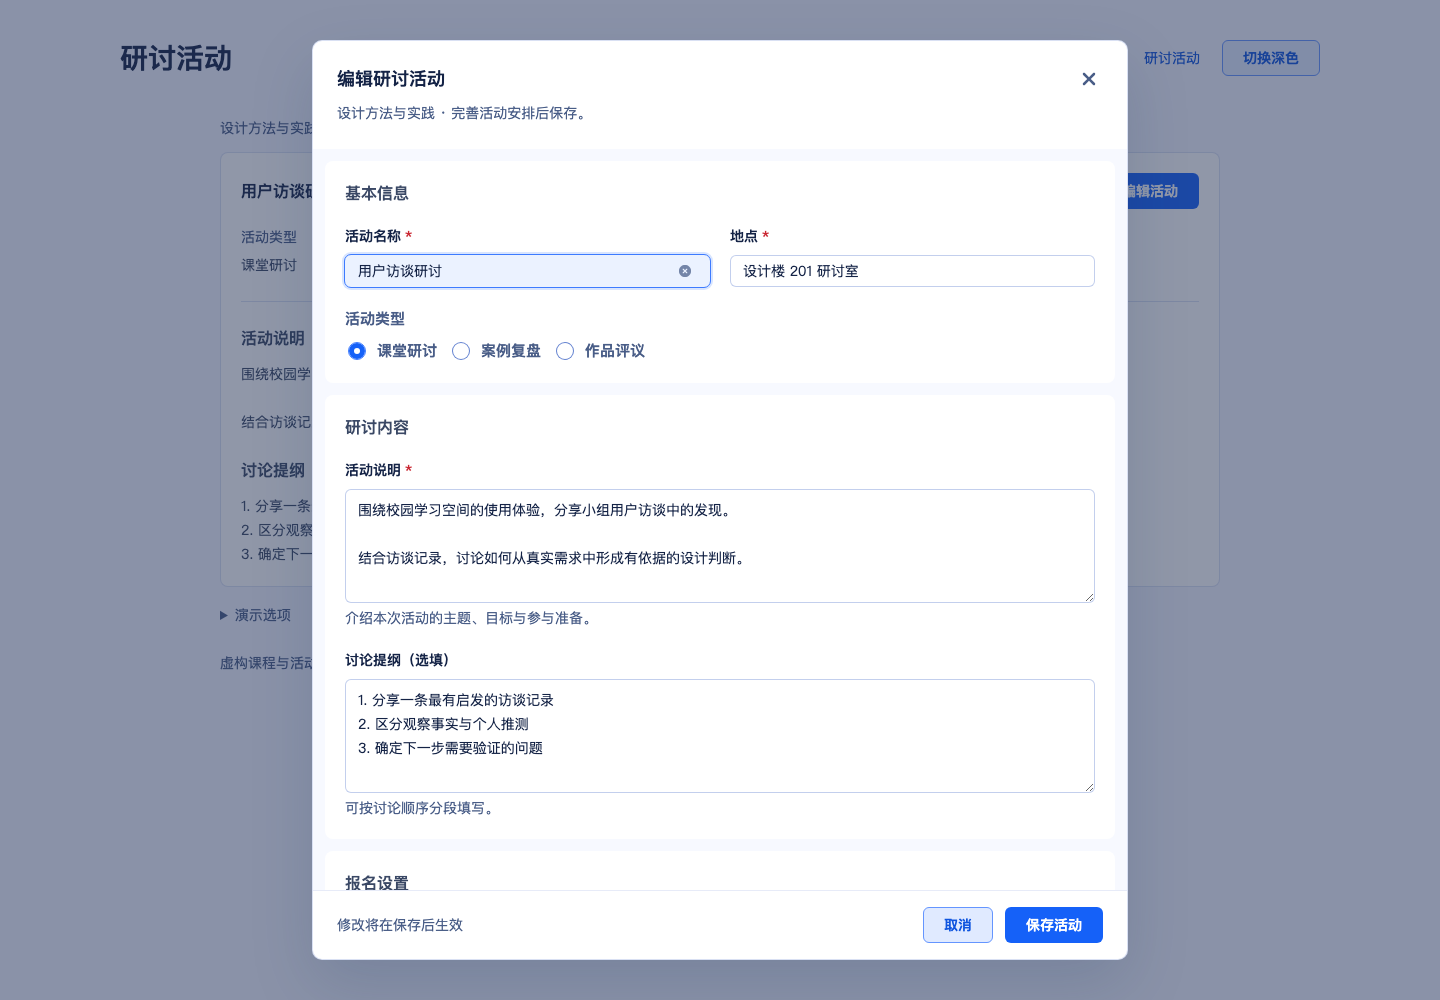 研讨活动
研讨活动
切换深色
设计方法与实践
用户访谈研
编辑活动
活动类型
课堂研讨
活动说明
围绕校园学
结合访谈记
讨论提纲
1. 分享一条
2. 区分观察
3. 确定下一
演示选项
虚构课程与活动
编辑研讨活动
设计方法与实践 · 完善活动安排后保存。
基本信息
活动名称 *
用户访谈研讨
地点 *
设计楼 201 研讨室
活动类型
课堂研讨 案例复盘 作品评议
研讨内容
活动说明 *
围绕校园学习空间的使用体验，分享小组用户访谈中的发现。
结合访谈记录，讨论如何从真实需求中形成有依据的设计判断。
介绍本次活动的主题、目标与参与准备。
讨论提纲（选填）
1. 分享一条最有启发的访谈记录
2. 区分观察事实与个人推测
3. 确定下一步需要验证的问题
可按讨论顺序分段填写。
报名设置
修改将在保存后生效
取消
保存活动